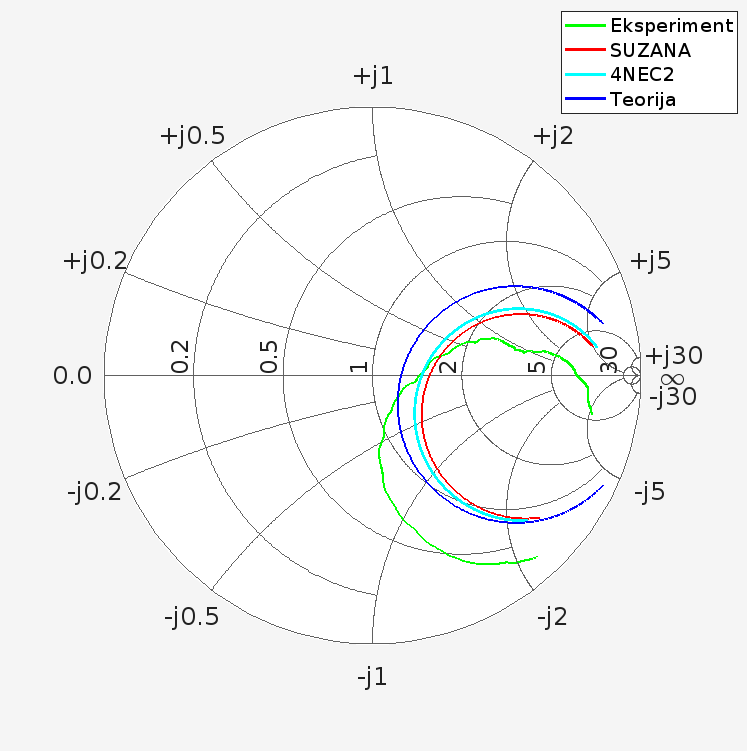 Eksperiment
SUZANA
4NEC2
Teorija
+j1
+j0.5
+j2
+j0.2
+j5
0.0
0.2
0.5
1
2
5
30
+j30
∞
-j30
-j0.2
-j5
-j0.5
-j2
-j1